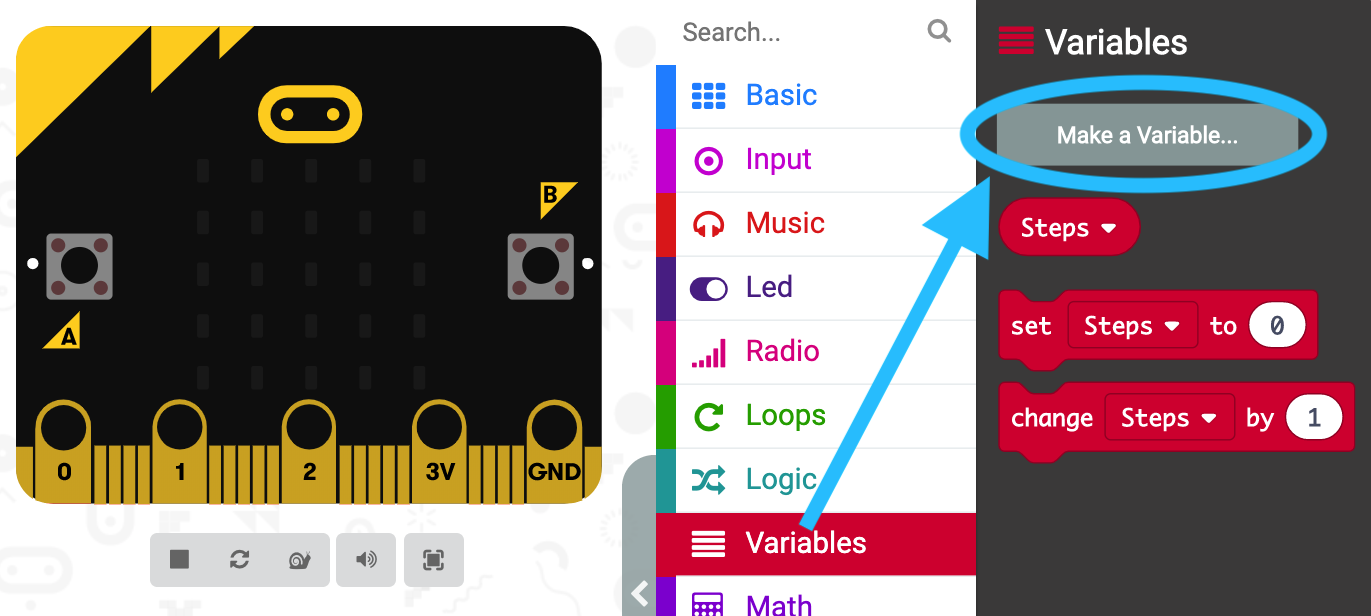 B
A
0 1 2 3V GND
Search...
Basic
Input
Music
Led
Radio
Loops
Logic
Variables
Math
Variables
Make a Variable...
Steps
set Steps to 0
change Steps by 1